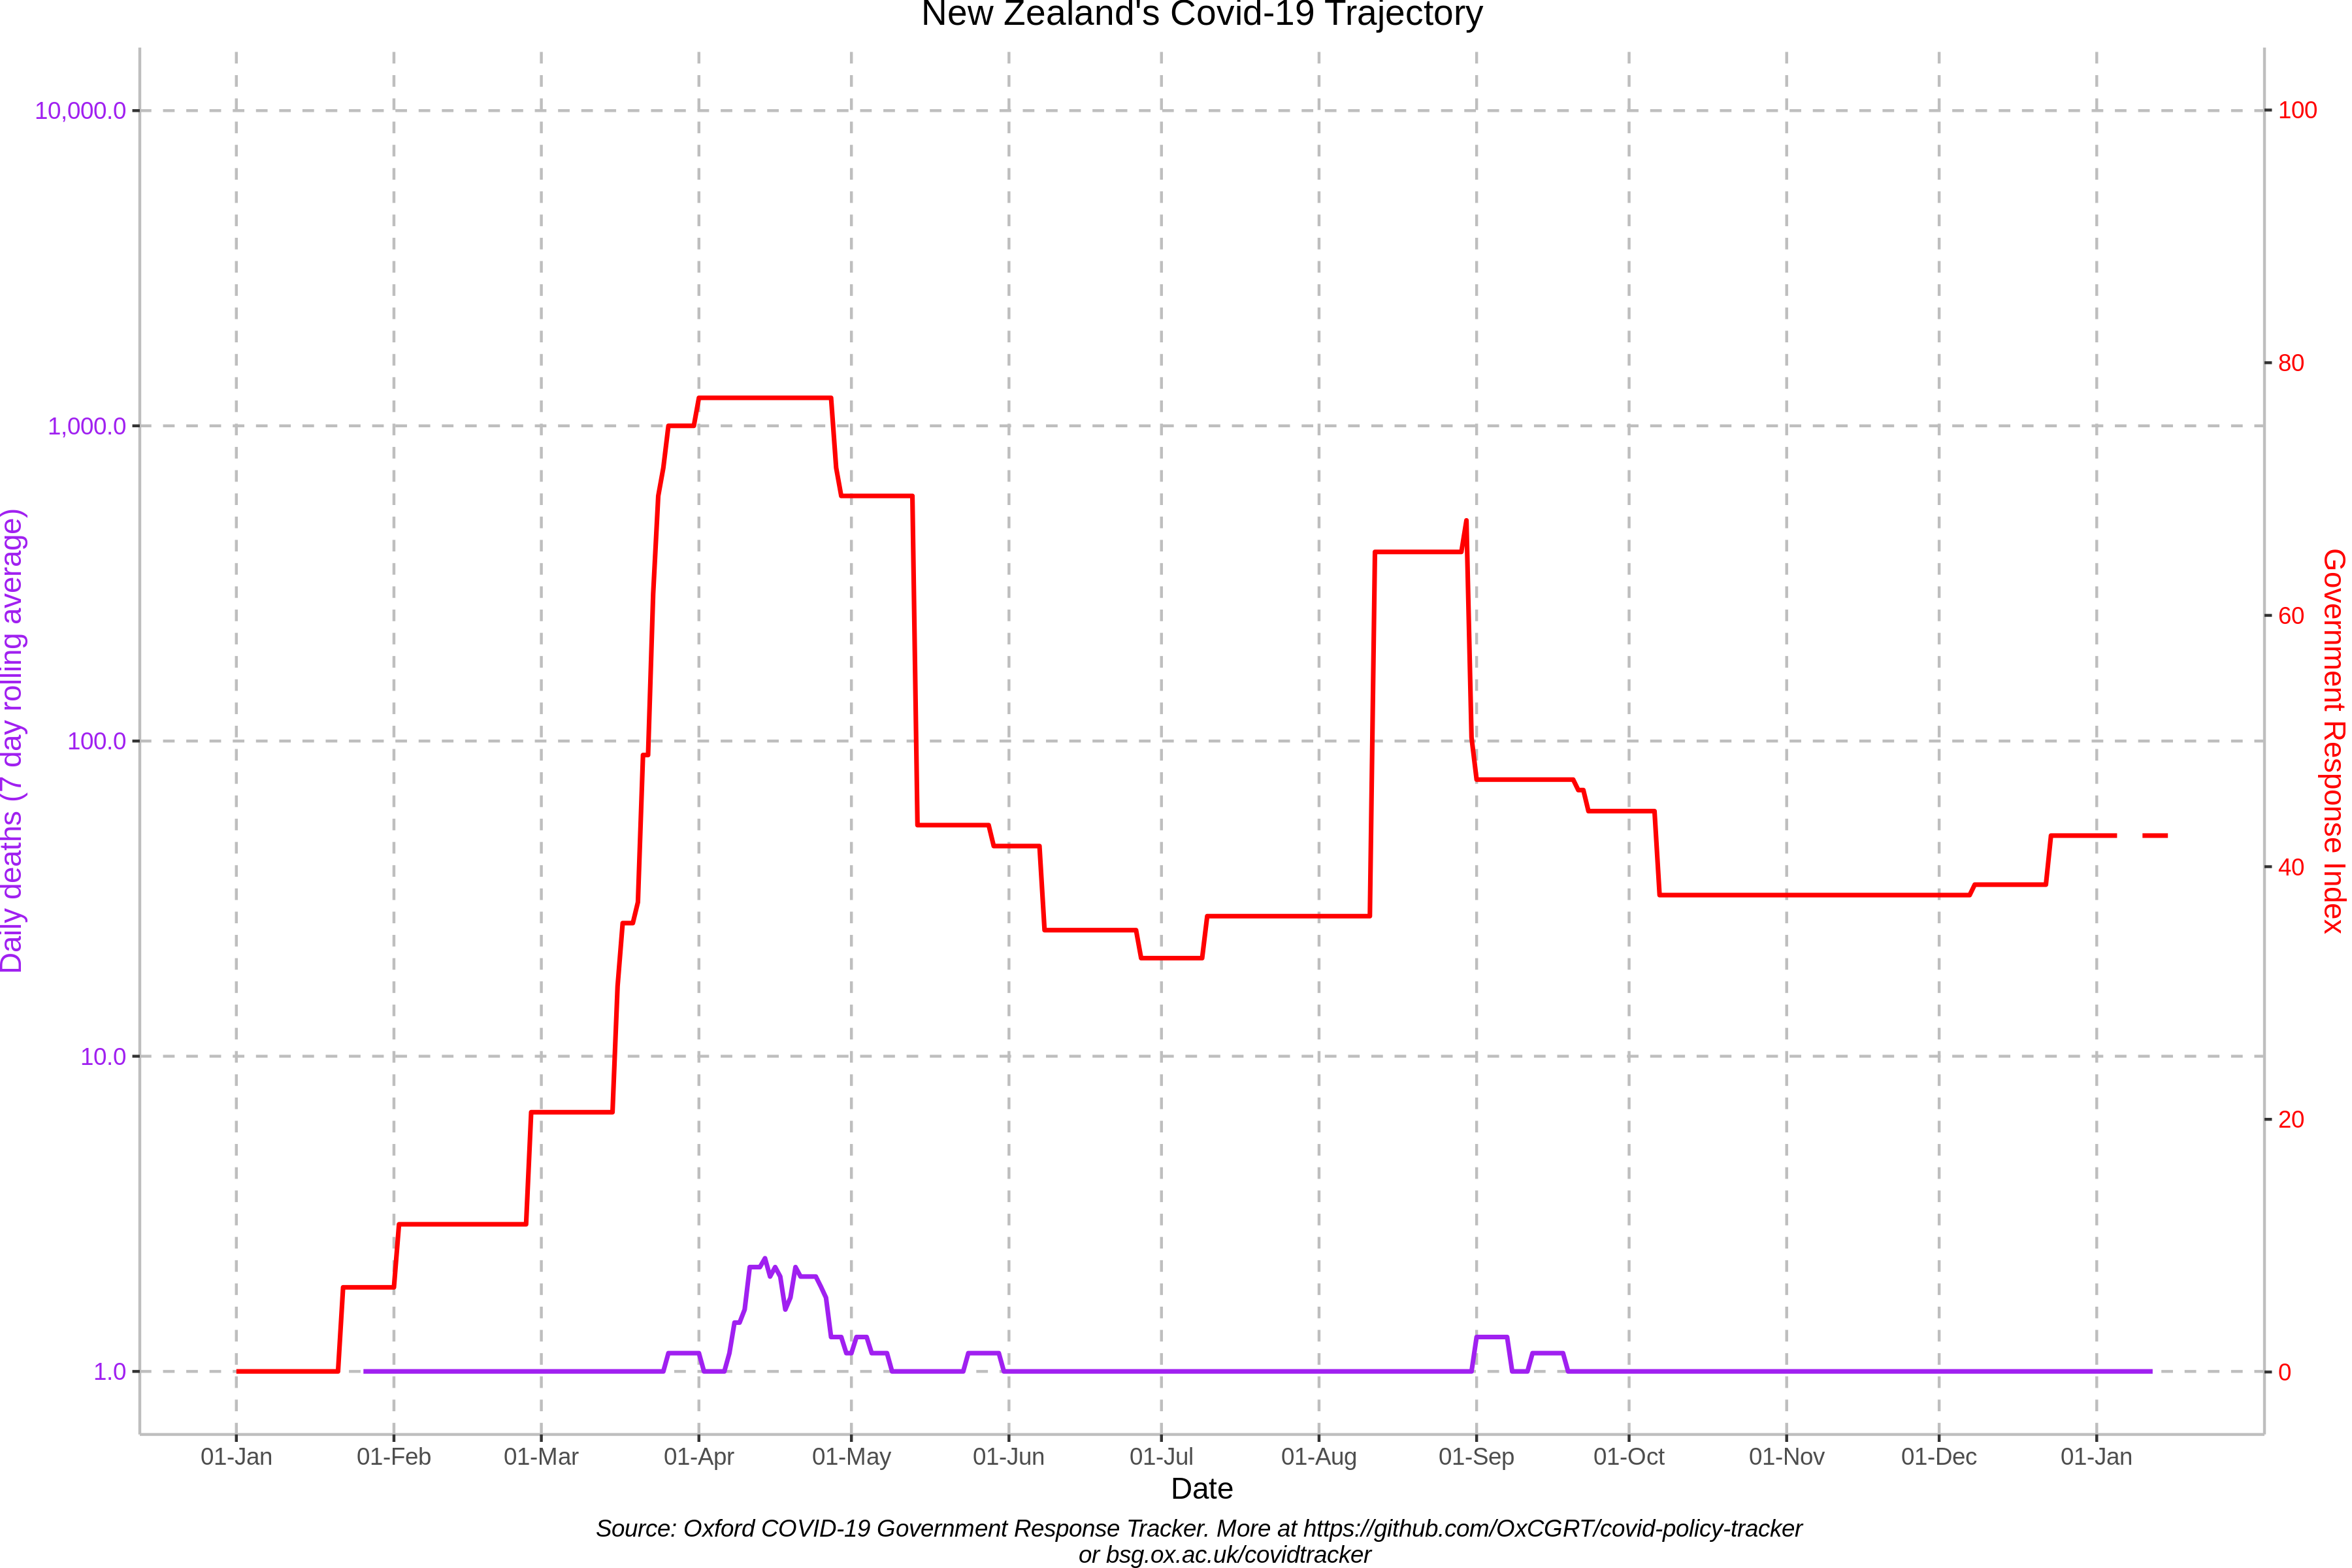 New Zealand's Covid-19 Trajectory
10,000.0
1,000.0
100.0
10.0
1.0
Daily deaths (7 day rolling average)
100
80
60
40
20
0
Government Response Index
01-Jan 01-Feb 01-Mar 01-Apr 01-May 01-Jun 01-Jul 01-Aug 01-Sep 01-Oct 01-Nov 01-Dec 01-Jan
Date
Source: Oxford COVID-19 Government Response Tracker. More at https://github.com/OxCGRT/covid-policy-tracker
or bsg.ox.ac.uk/covidtracker